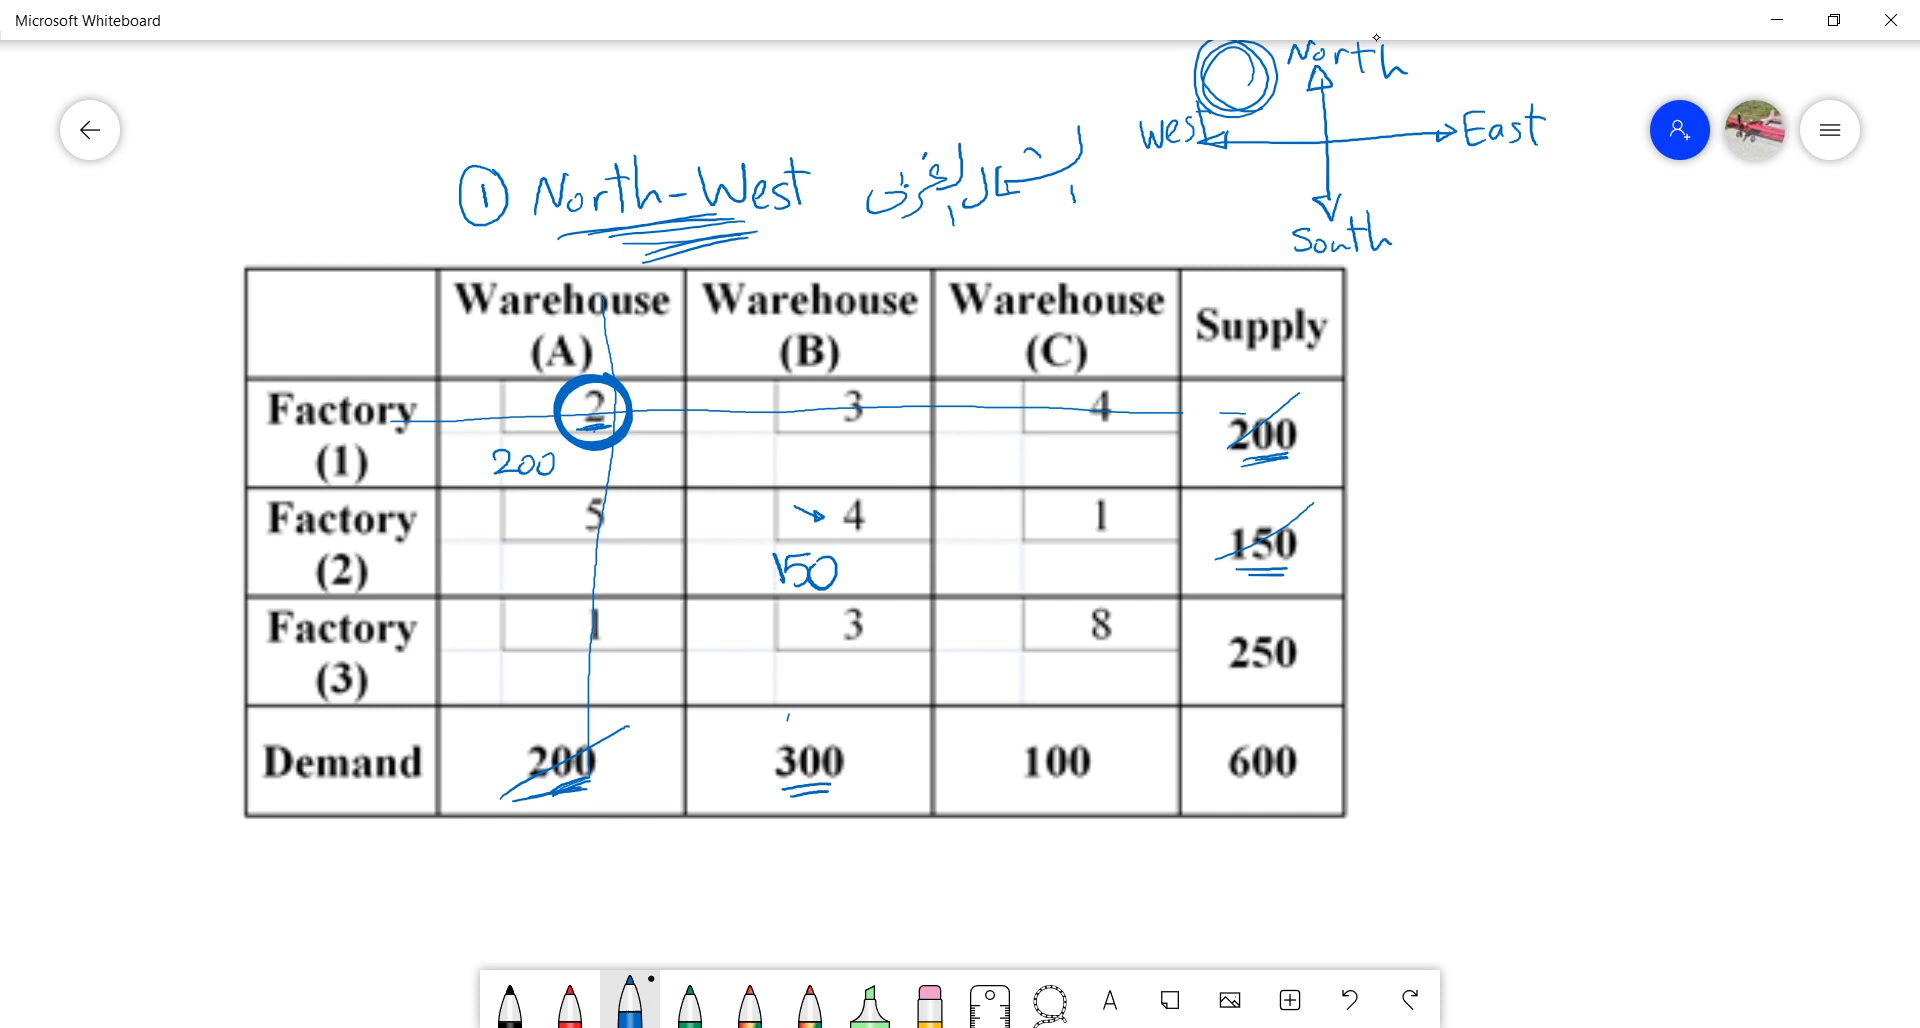 Microsoft Whiteboard
North
West
East
South
① North-West الشمال الغربى
Warehouse (A) Warehouse (B) Warehouse (C) Supply
Factory (1) 2 3 4 200
200
Factory (2) 5 4 1 150
150
Factory (3) 1 3 8 250
Demand 200 300 100 600